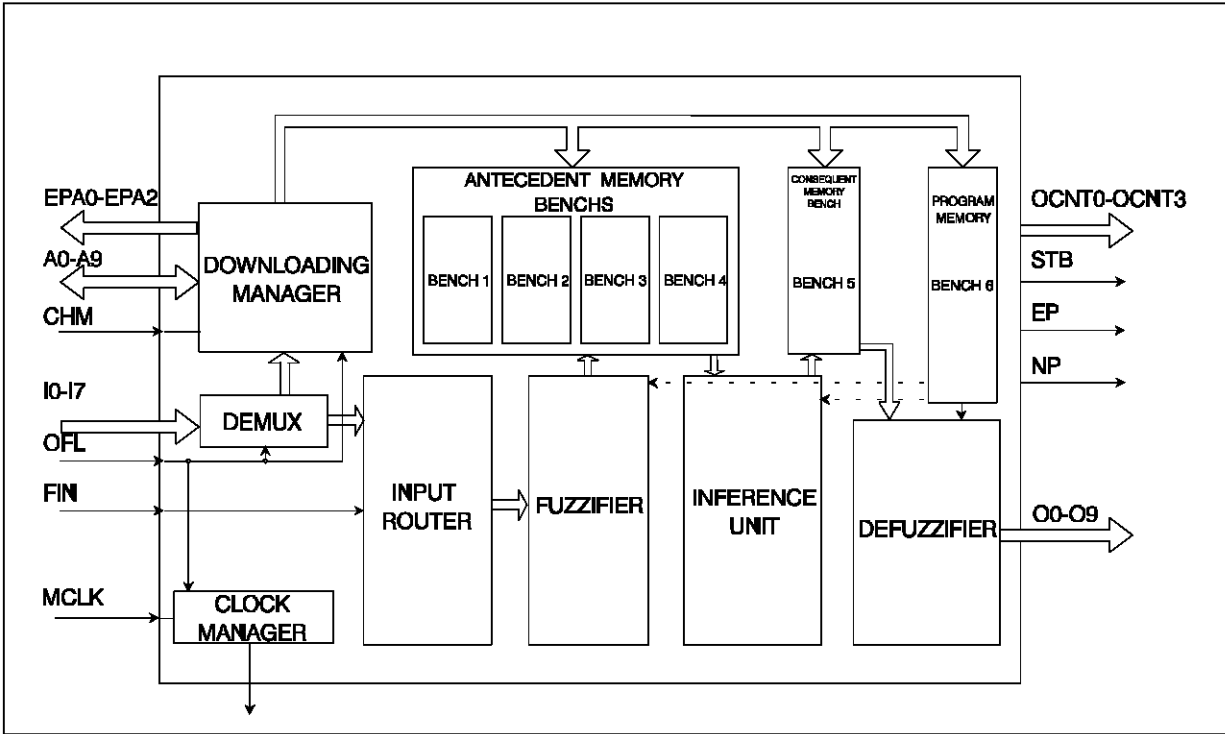 EPA0-EPA2
A0-A9
CHM
I0-I7
OFL
FIN
MCLK
DOWNLOADING
MANAGER
DEMUX
CLOCK
MANAGER
INPUT
ROUTER
ANTECEDENT MEMORY
BENCHS
BENCH 1
BENCH 2
BENCH 3
BENCH 4
FUZZIFIER
INFERENCE
UNIT
CONSEQUENT
MEMORY
BENCH
BENCH 5
PROGRAM
MEMORY
BENCH 6
DEFUZZIFIER
OCNT0-OCNIT3
STB
EP
NP
O0-O9